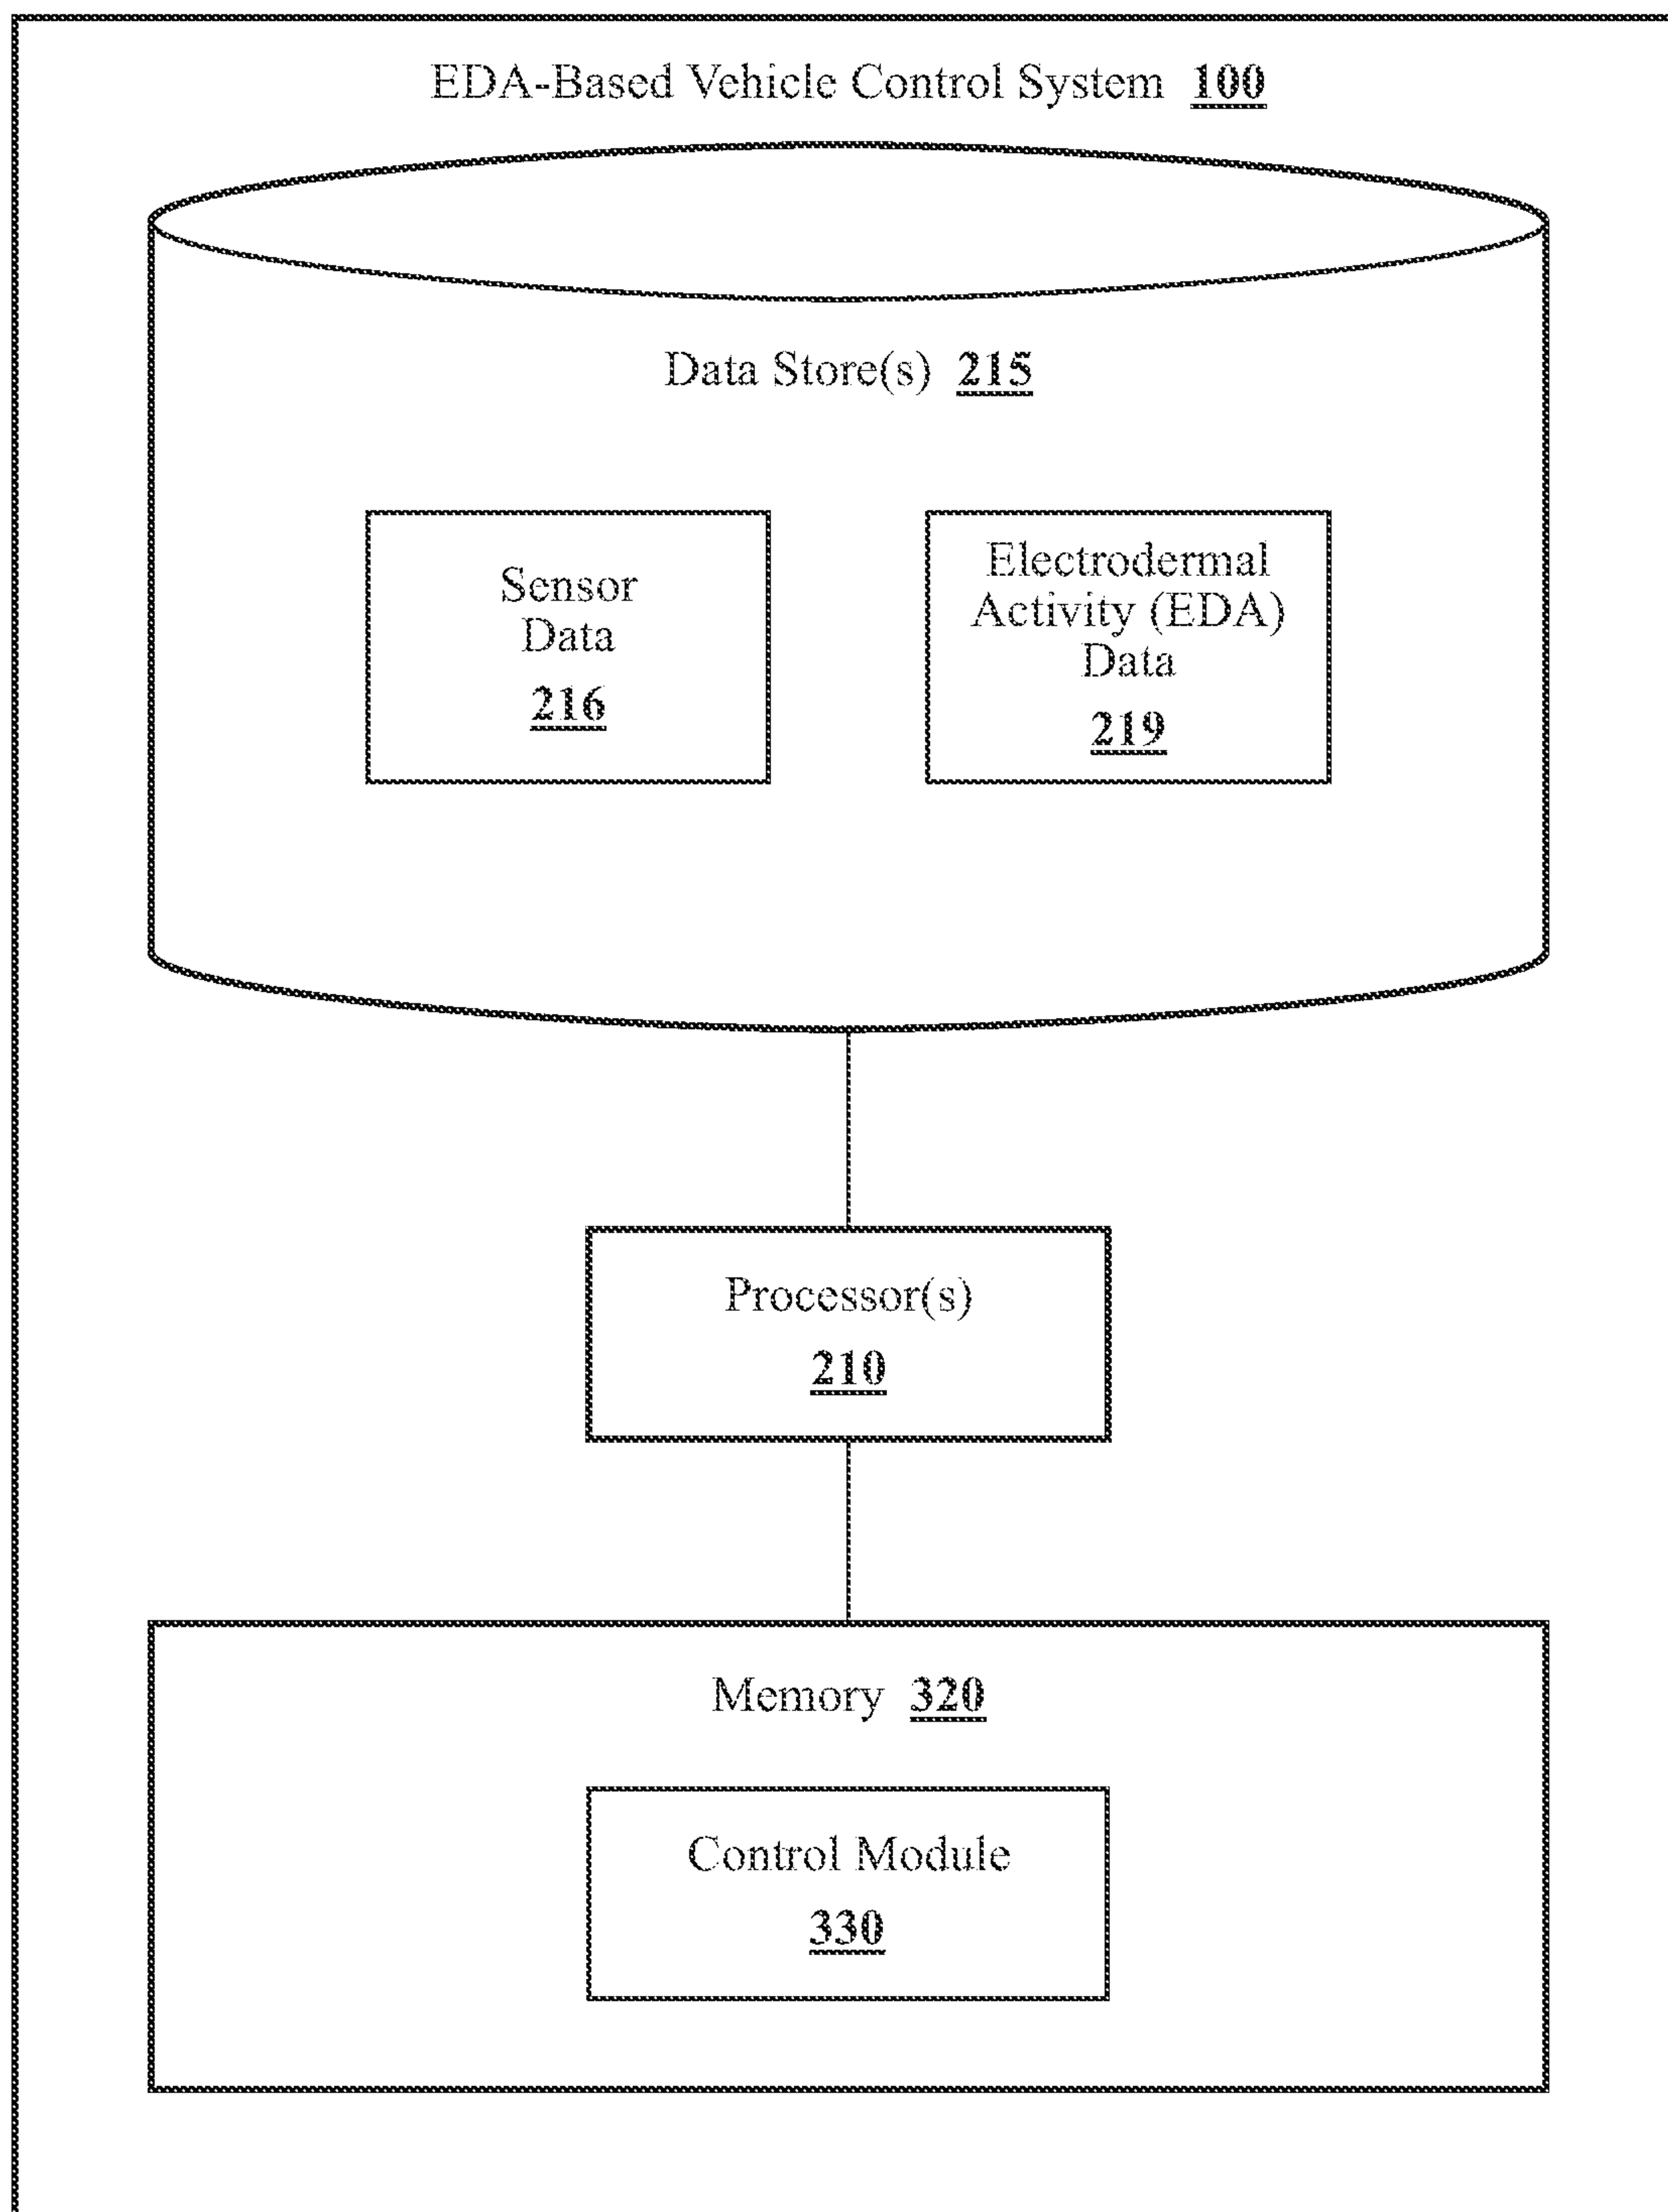 EDA-Based Vehicle Control System 100
Data Store(s) 215
Sensor
Data
216
Electrodermal
Activity (EDA)
Data
219
Processor(s)
210
Memory 320
Control Module
330